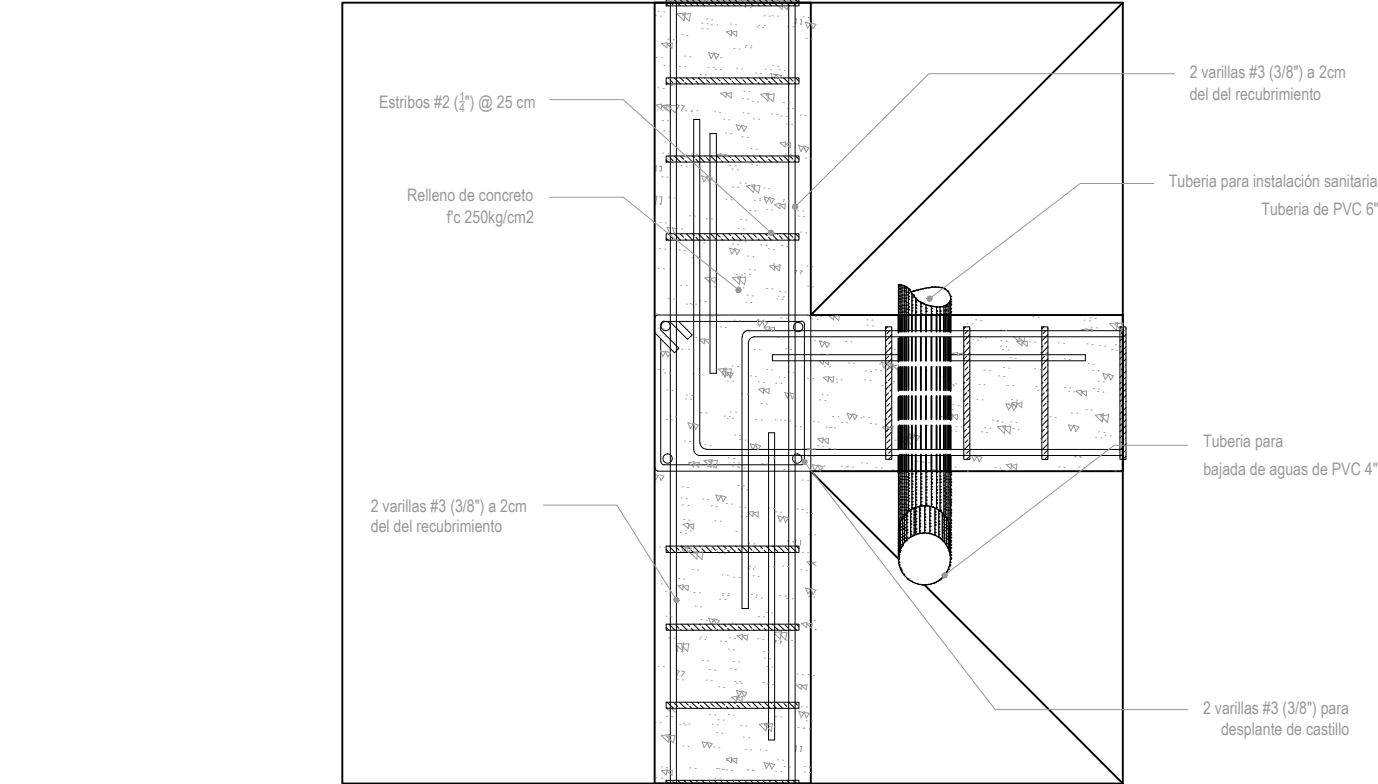 Estribos #2 (1/4") @ 25 cm
Relleno de concreto
f'c 250kg/cm2
2 varillas #3 (3/8") a 2cm
del del recubrimiento
2 varillas #3 (3/8") a 2cm
del del recubrimiento
Tuberia para instalación sanitaria
Tuberia de PVC 6"
Tuberia para
bajada de aguas de PVC 4"
2 varillas #3 (3/8") para
desplante de castillo